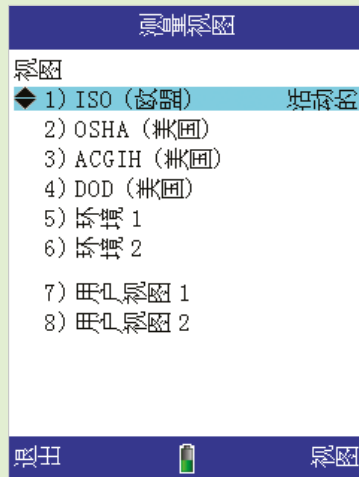 测量视图
视图
1) ISO (欧盟) 活动的
2) OSHA (美国)
3) ACGIH (美国)
4) DOD (美国)
5) 环境 1
6) 环境 2
7) 用户视图 1
8) 用户视图 2
退出 视图